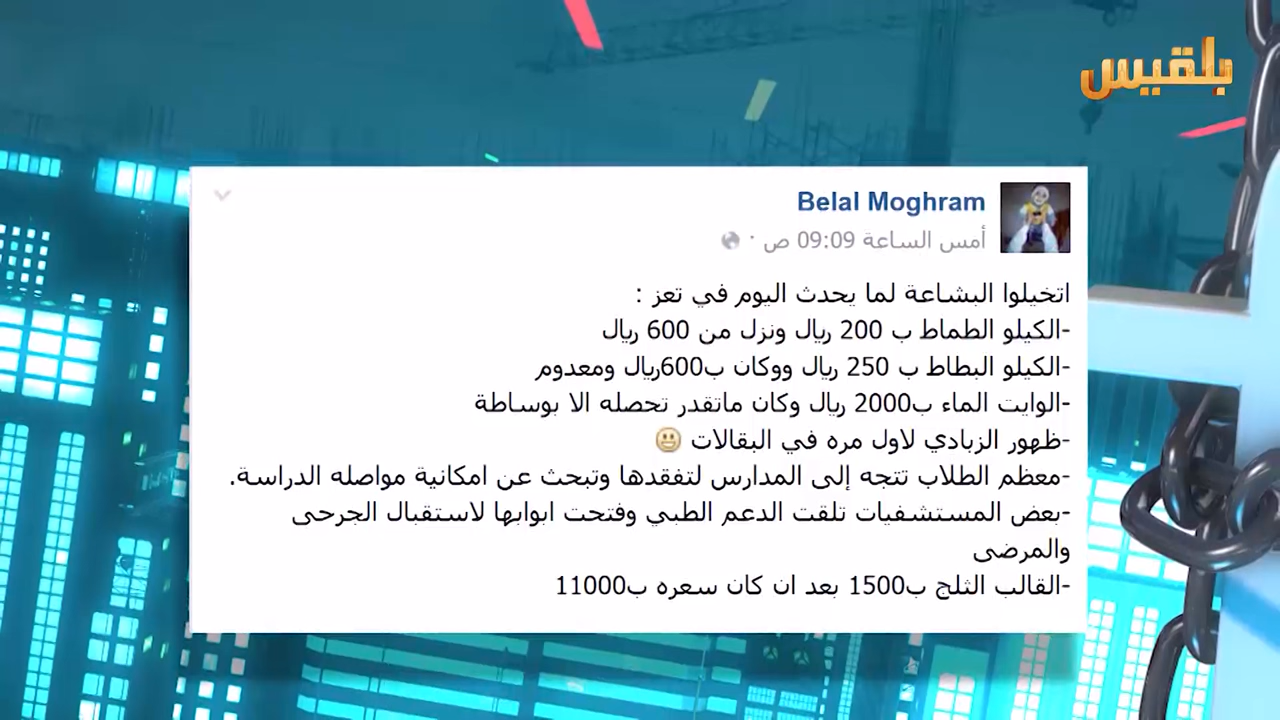 بلقيس
Belal Moghram
أمس الساعة 09:09 ص ·
اتخيلوا البشاعة لما يحدث اليوم في تعز :
-الكيلو الطماط ب 200 ريال ونزل من 600 ريال
-الكيلو البطاط ب 250 ريال ووكان ب600ريال ومعدوم
-الوايت الماء ب2000 ريال وكان ماتقدر تحصله الا بوساطة
-ظهور الزبادي لاول مره في البقالات 😃
-معظم الطلاب تتجه إلى المدارس لتفقدها وتبحث عن امكانية مواصله الدراسة.
-بعض المستشفيات تلقت الدعم الطبي وفتحت ابوابها لاستقبال الجرحى
والمرضى
-القالب الثلج ب1500 بعد ان كان سعره ب11000